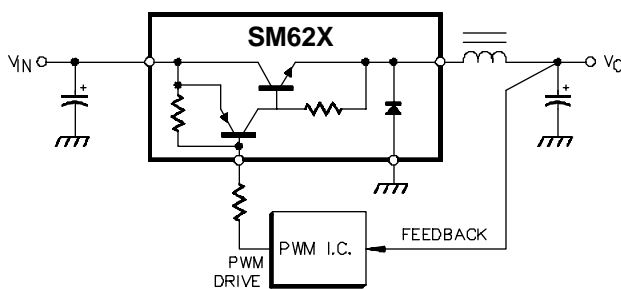 SM62X
VIN
+
VO
+
FEEDBACK
PWM I.C.
PWM
DRIVE